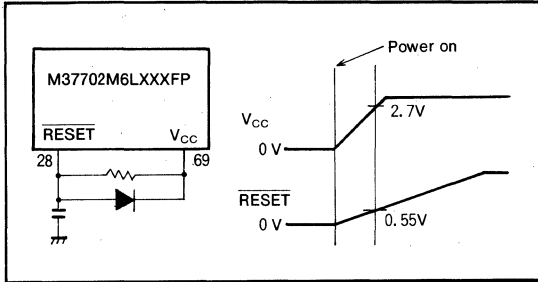 M37702M6LXXXFP
RESET
VCC
28
69
Power on
VCC
2.7V
0 V
RESET
0.55V
0 V